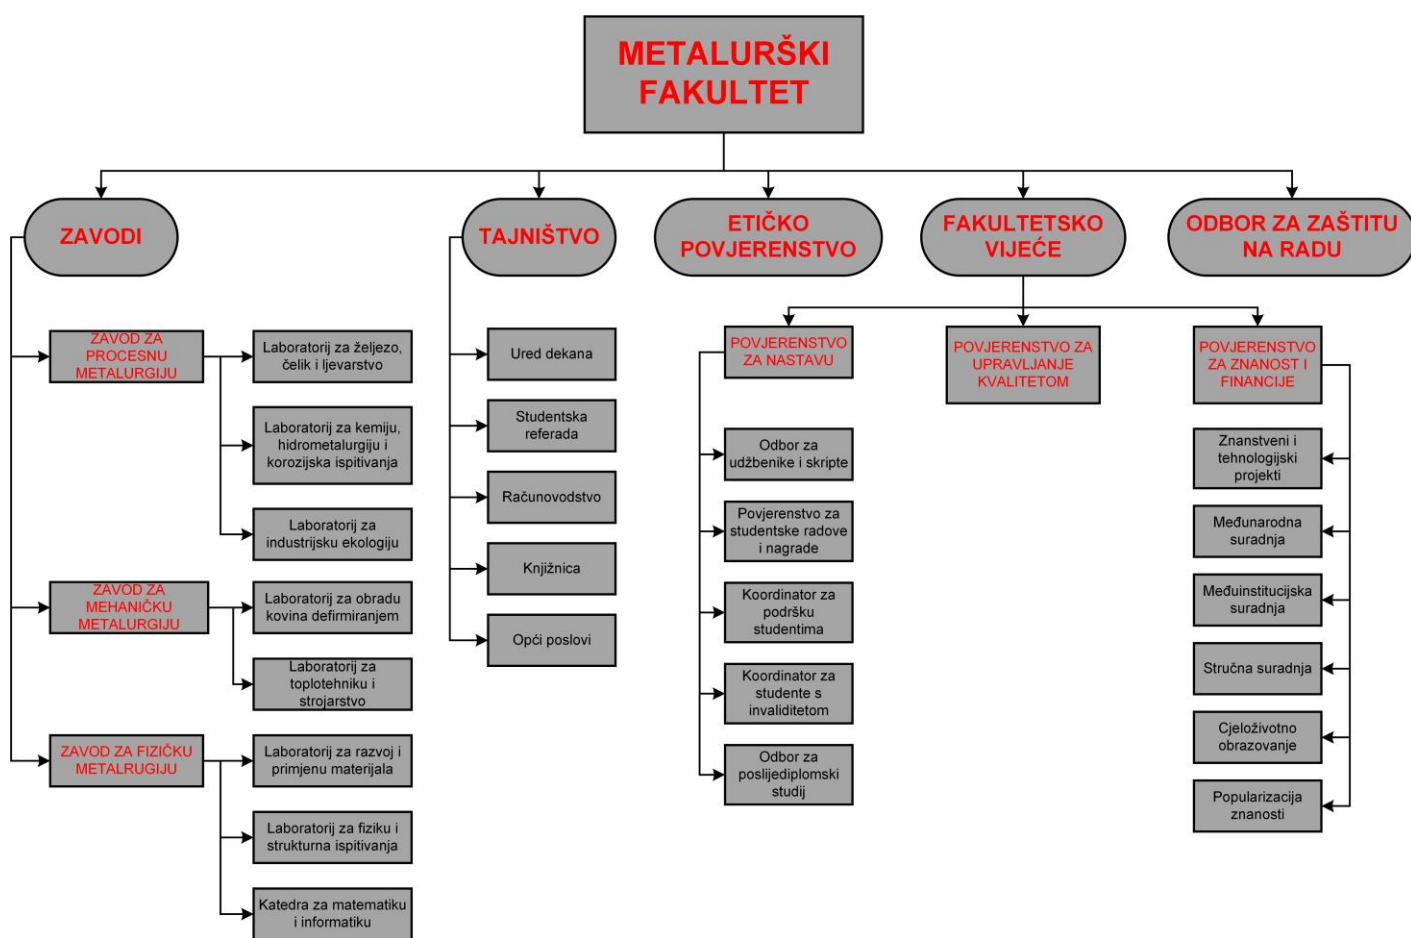 METALURŠKI
FAKULTET
ZAVODI
TAJNIŠTVO
ETIČKO
POVJERENSTVO
FAKULTETSKO
VIJEĆE
ODBOR ZA ZAŠTITU
NA RADU
ZAVOD ZA
PROCESNU
METALURGIJU
Laboratorij za željezo,
čelik i ljevarstvo
Laboratorij za kemiju,
hidrometalurgiju i
korozijska ispitivanja
Laboratorij za
industrijsku ekologiju
ZAVOD ZA
MEHANIČKU
METALURGIJU
Laboratorij za obradu
kovina defirmiranjem
Laboratorij za
toplotehniku i
strojarstvo
ZAVOD ZA FIZIČKU
METALRUGIJU
Laboratorij za razvoj i
primjenu materijala
Laboratorij za fiziku i
strukturna ispitivanja
Katedra za matematiku
i informatiku
Ured dekana
Studentska
referada
Računovodstvo
Knjižnica
Opći poslovi
POVJERENSTVO
ZA NASTAVU
Odbor za
udžbenike i skripte
Povjerenstvo za
studentske radove
i nagrade
Koordinator za
podršku
studentima
Koordinator za
studente s
invaliditetom
Odbor za
poslijediplomski
studij
POVJERENSTVO ZA
UPRAVLJANJE
KVALITETOM
POVJERENSTVO
ZA ZNANOST I
FINANCIJE
Znanstveni i
tehnologijski
projekti
Međunarodna
suradnja
Međuinstitucijska
suradnja
Stručna suradnja
Cjeloživotno
obrazovanje
Popularizacija
znanosti